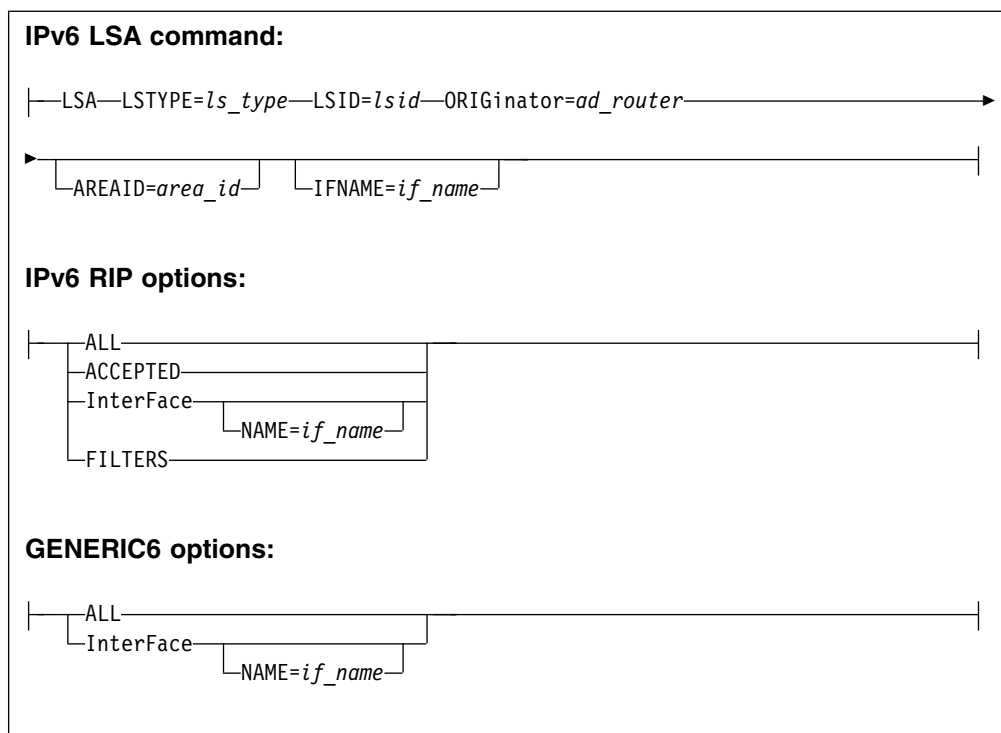 IPv6 LSA command:
LSA LSTYPE=ls_type LSID=lsid ORIGinator=ad_router
AREAID=area_id IFNAME=if_name
IPv6 RIP options:
ALL
ACCEPTED
InterFace
NAME=if_name
FILTERS
GENERIC6 options:
ALL
InterFace
NAME=if_name